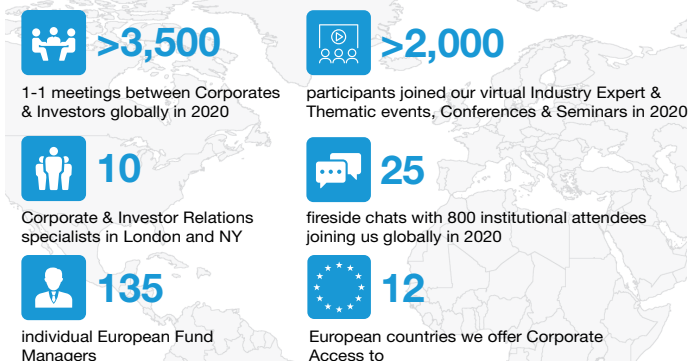 >3,500
1-1 meetings between Corporates
& Investors globally in 2020
>2,000
participants joined our virtual Industry Expert &
Thematic events, Conferences & Seminars in 2020
10
Corporate & Investor Relations
specialists in London and NY
25
fireside chats with 800 institutional attendees
joining us globally in 2020
135
individual European Fund
Managers
12
European countries we offer Corporate
Access to